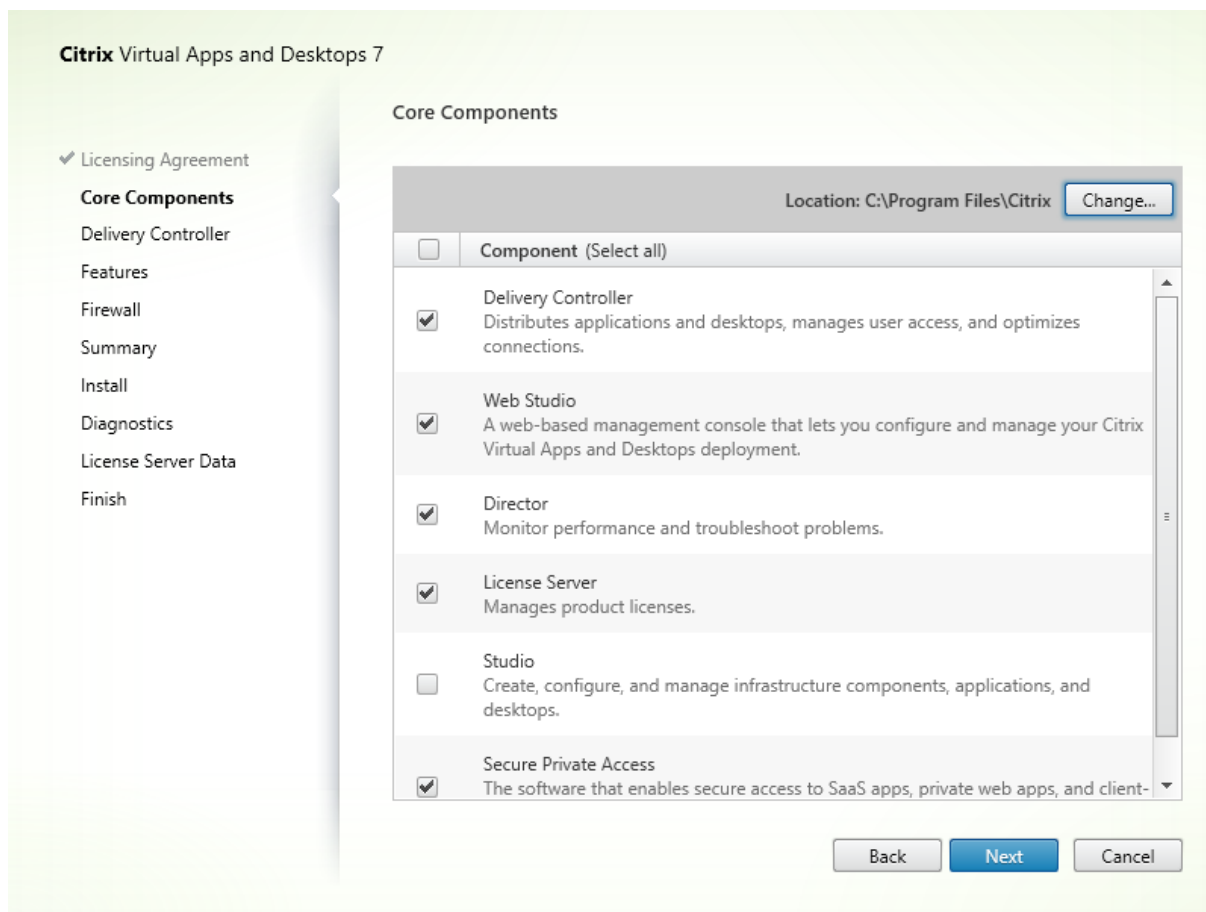 Citrix Virtual Apps and Desktops 7
Licensing Agreement
Core Components
Delivery Controller
Features
Firewall
Summary
Install
Diagnostics
License Server Data
Finish
Core Components
Location: C:\Program Files\Citrix
Change...
Component (Select all)
Delivery Controller
Distributes applications and desktops, manages user access, and optimizes
connections.
Web Studio
A web-based management console that lets you configure and manage your Citrix
Virtual Apps and Desktops deployment.
Director
Monitor performance and troubleshoot problems.
License Server
Manages product licenses.
Studio
Create, configure, and manage infrastructure components, applications, and
desktops.
Secure Private Access
The software that enables secure access to SaaS apps, private web apps, and client-
Back
Next
Cancel